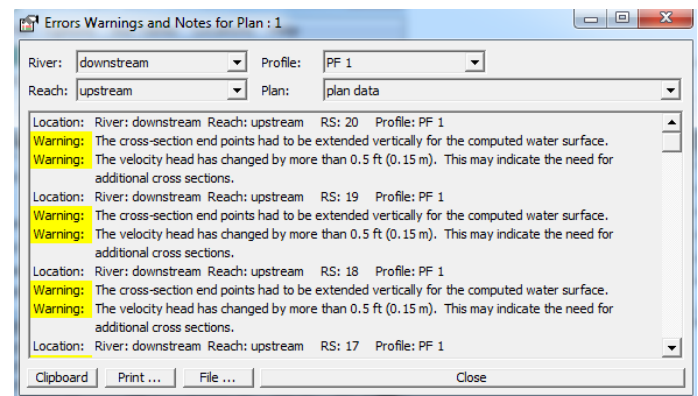 Errors Warnings and Notes for Plan : 1
River: downstream Profile: PF 1
Reach: upstream Plan: plan data
Location: River: downstream Reach: upstream RS: 20 Profile: PF 1
Warning: The cross-section end points had to be extended vertically for the computed water surface.
Warning: The velocity head has changed by more than 0.5 ft (0.15 m). This may indicate the need for
additional cross sections.
Location: River: downstream Reach: upstream RS: 19 Profile: PF 1
Warning: The cross-section end points had to be extended vertically for the computed water surface.
Warning: The velocity head has changed by more than 0.5 ft (0.15 m). This may indicate the need for
additional cross sections.
Location: River: downstream Reach: upstream RS: 18 Profile: PF 1
Warning: The cross-section end points had to be extended vertically for the computed water surface.
Warning: The velocity head has changed by more than 0.5 ft (0.15 m). This may indicate the need for
additional cross sections.
Location: River: downstream Reach: upstream RS: 17 Profile: PF 1
Clipboard Print ... File ... Close